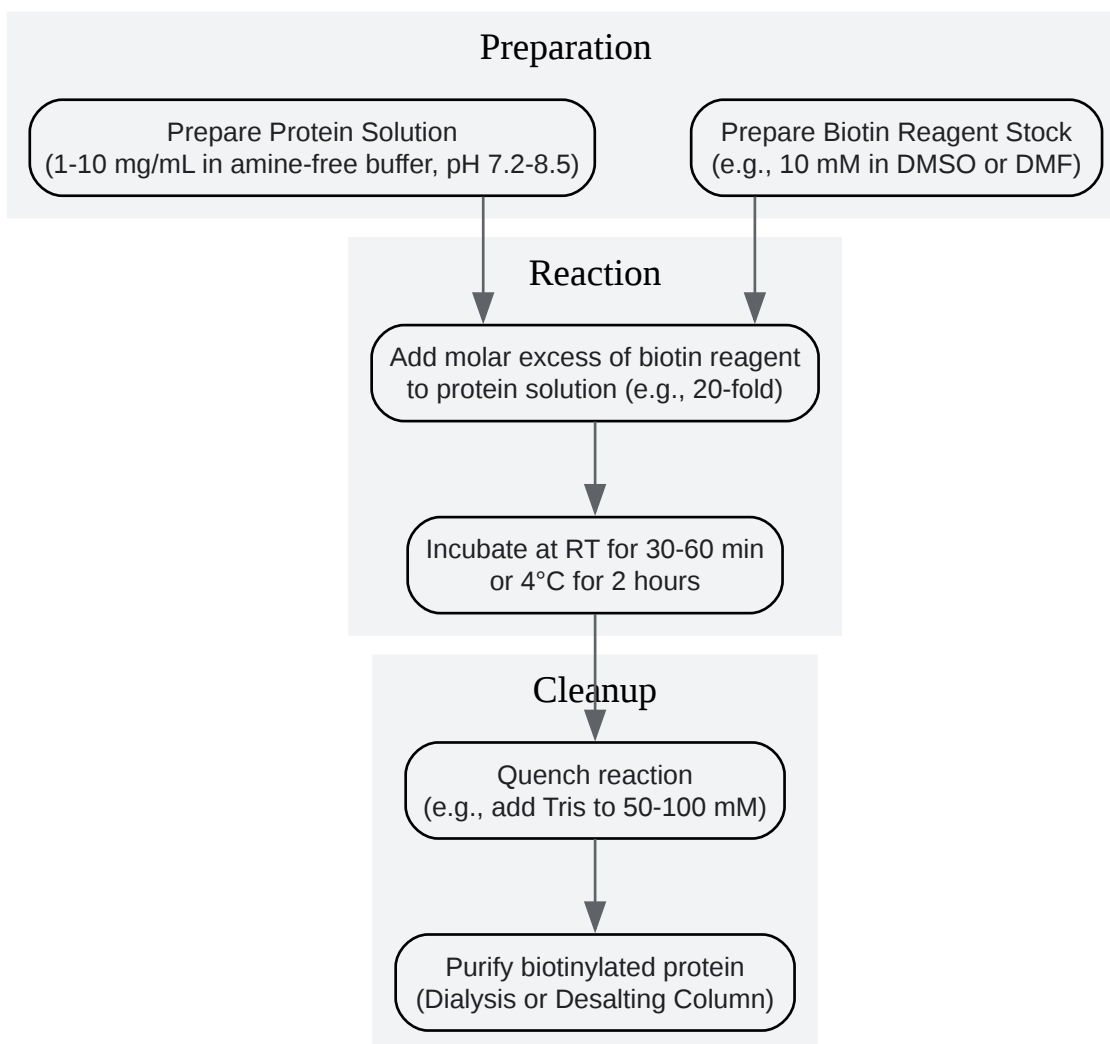 Preparation
Prepare Protein Solution
(1-10 mg/mL in amine-free buffer, pH 7.2-8.5)
Prepare Biotin Reagent Stock
(e.g., 10 mM in DMSO or DMF)
Reaction
Add molar excess of biotin reagent
to protein solution (e.g., 20-fold)
Incubate at RT for 30-60 min
or 4°C for 2 hours
Cleanup
Quench reaction
(e.g., add Tris to 50-100 mM)
Purify biotinylated protein
(Dialysis or Desalting Column)